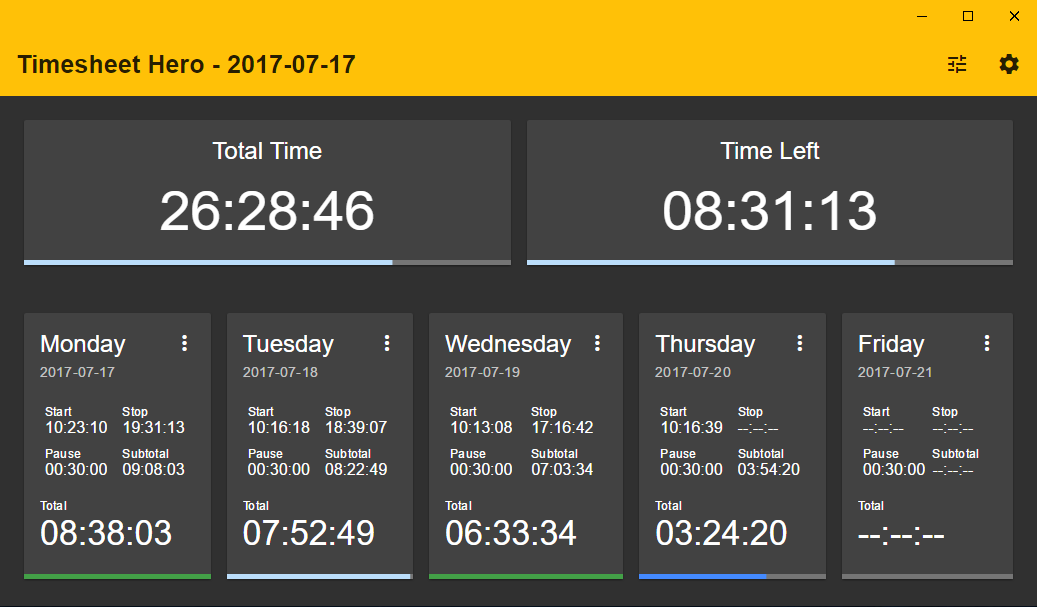 Timesheet Hero - 2017-07-17
Total Time
26:28:46
Time Left
08:31:13
Monday
2017-07-17
Start Stop
10:23:10 19:31:13
Pause Subtotal
00:30:00 09:08:03
Total
08:38:03
Tuesday
2017-07-18
Start Stop
10:16:18 18:39:07
Pause Subtotal
00:30:00 08:22:49
Total
07:52:49
Wednesday
2017-07-19
Start Stop
10:13:08 17:16:42
Pause Subtotal
00:30:00 07:03:34
Total
06:33:34
Thursday
2017-07-20
Start Stop
10:16:39 --:--:--
Pause Subtotal
00:30:00 03:54:20
Total
03:24:20
Friday
2017-07-21
Start Stop
--:--:-- --:--:--
Pause Subtotal
00:30:00 --:--:--
Total
--:--:--